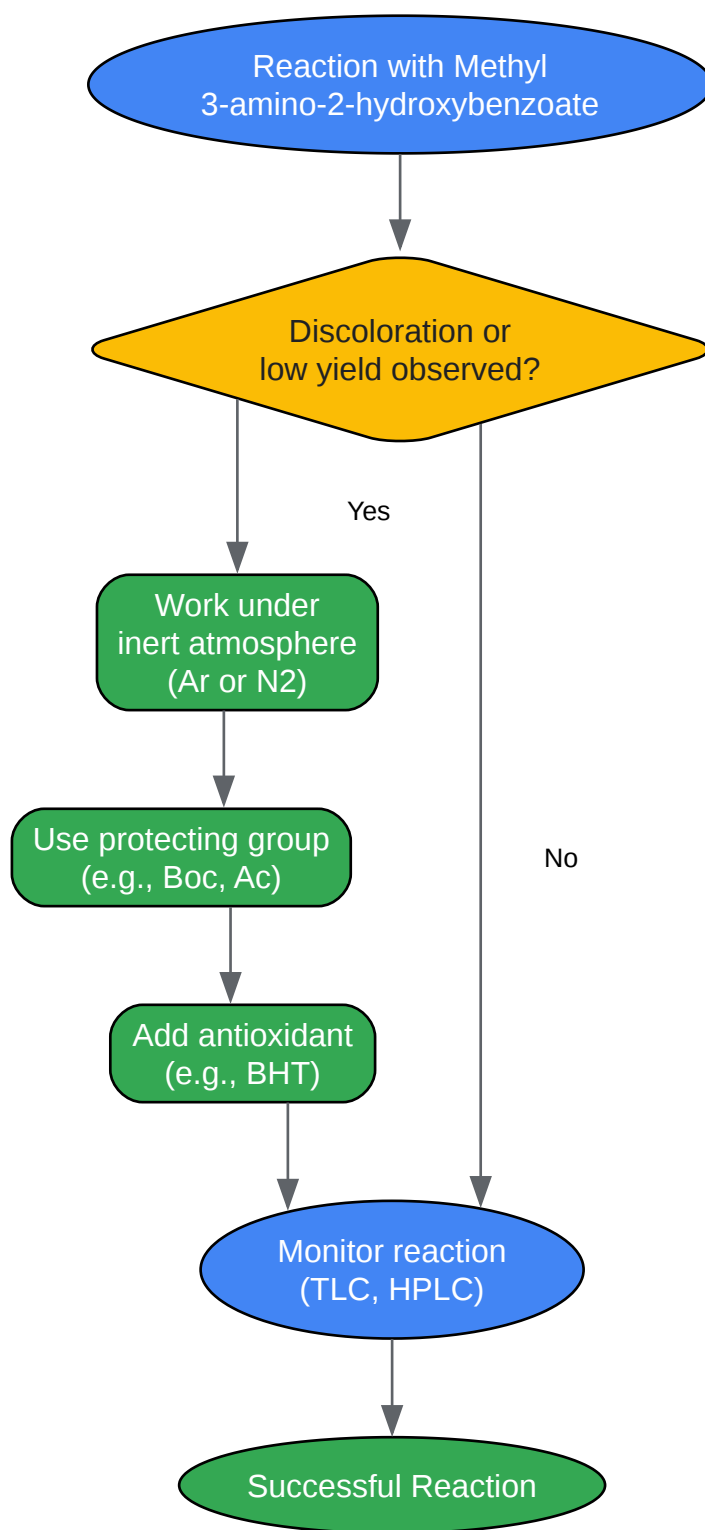 Reaction with Methyl
3-amino-2-hydroxybenzoate
Discoloration or
low yield observed?
Yes
Work under
inert atmosphere
(Ar or N2)
Use protecting group
(e.g., Boc, Ac)
No
Add antioxidant
(e.g., BHT)
Monitor reaction
(TLC, HPLC)
Successful Reaction